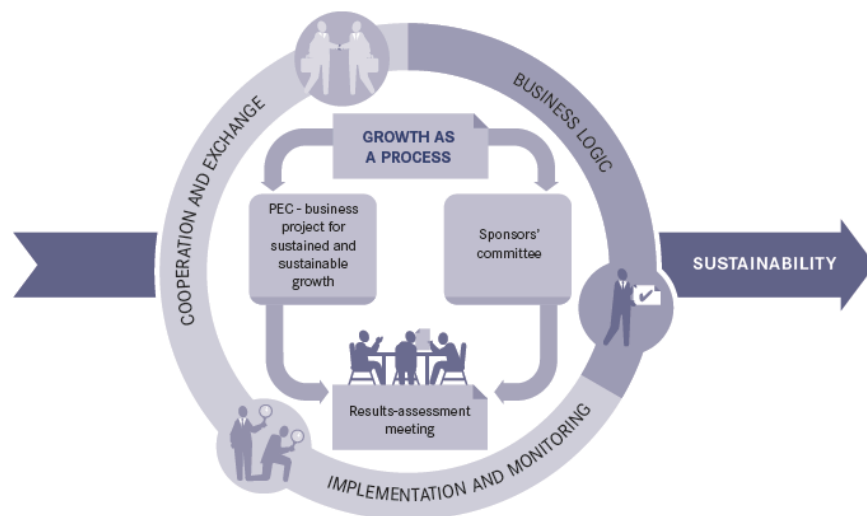 COOPERATION AND EXCHANGE
BUSINESS LOGIC
GROWTH AS
A PROCESS
PEC - business
project for
sustained and
sustainable
growth
Sponsors'
committee
SUSTAINABILITY
Results-assessment
meeting
IMPLEMENTATION AND MONITORING